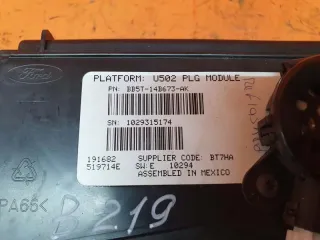 Ford
PLATFORM: U502 PLG MODULE
PN: BB5T-14B673-AK
SN: 1029315174
191682 SUPPLIER CODE: BT7HA
519714E SW: E 10294
ASSEMBLED IN MEXICO
PA66
B 219